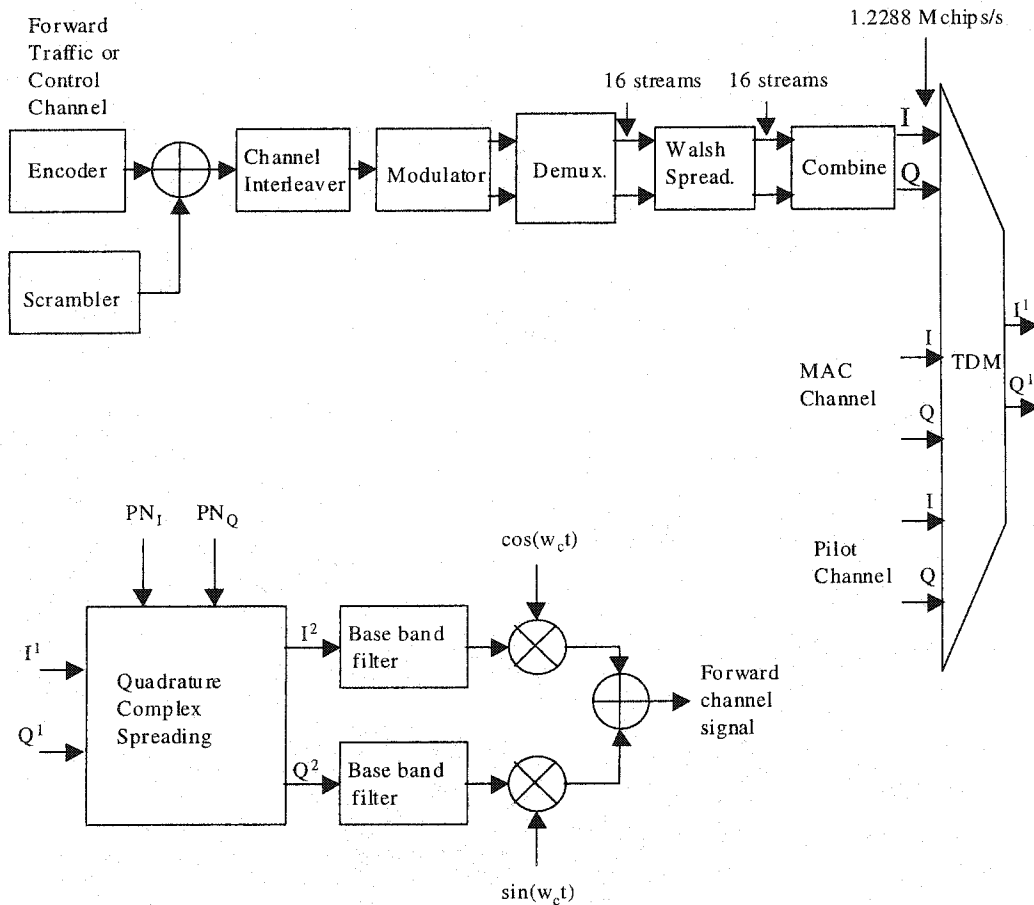 Forward
Traffic or
Control
Channel
1.2288 Mchips/s
16 streams
16 streams
Encoder
Channel
Interleaver
Modulator
Demux.
Walsh
Spread.
Combine
I
Q
Scrambler
I
MAC
Channel
Q
TDM
I¹
Q¹
I
Pilot
Channel
Q
PN_I
PN_Q
cos(w_c t)
I¹
Q¹
Quadrature
Complex
Spreading
I²
Base band
filter
Q²
Base band
filter
Forward
channel
signal
sin(w_c t)